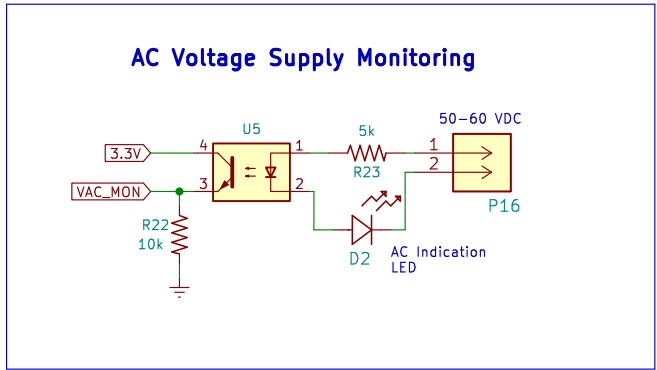 AC Voltage Supply Monitoring
50-60 VDC
U5
5k
3.3V
4
1
1
R23
2
VAC_MON
3
2
P16
R22
10k
D2
AC Indication
LED